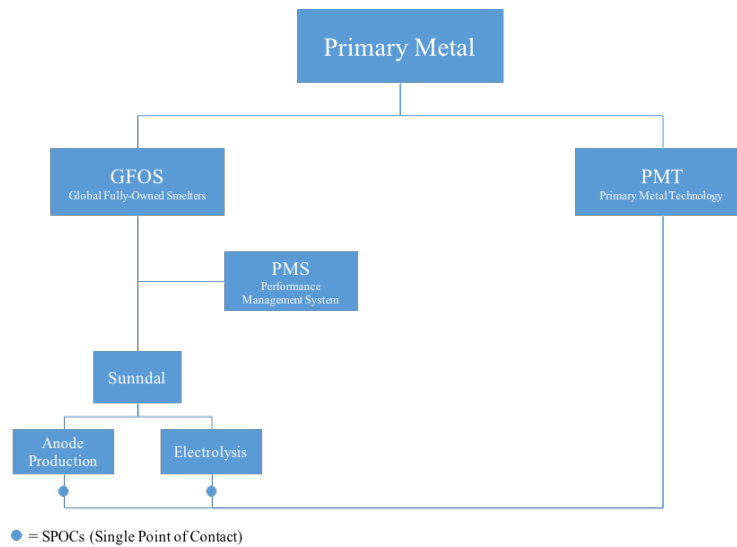 Primary Metal
GFOS
Global Fully-Owned Smelters
PMT
Primary Metal Technology
PMS
Performance
Management System
Sunndal
Anode
Production
Electrolysis
= SPOCs (Single Point of Contact)